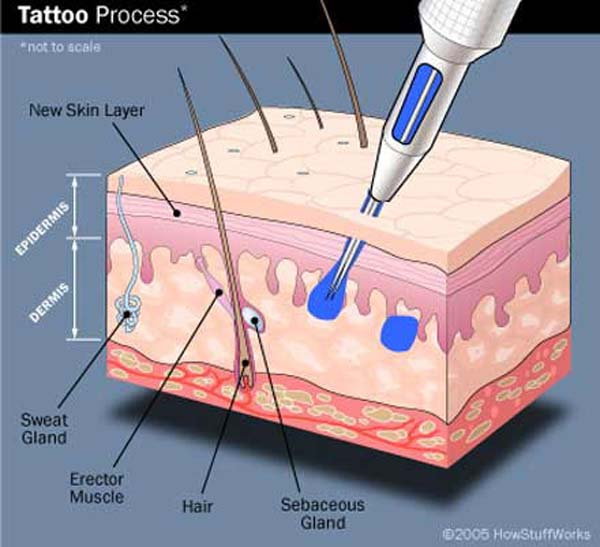 Tattoo Process*
*not to scale
New Skin Layer
EPIDERMIS
DERMIS
Sweat
Gland
Erector
Muscle
Hair
Sebaceous
Gland
©2005 HowStuffWorks